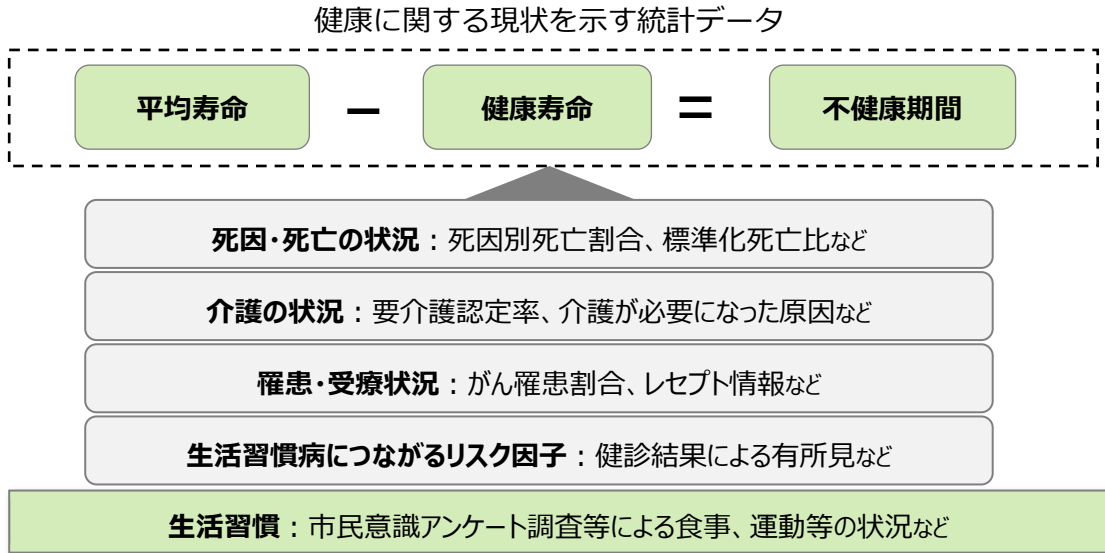 健康に関する現状を示す統計データ
平均寿命 － 健康寿命 ＝ 不健康期間
死因・死亡の状況：死因別死亡割合、標準化死亡比など
介護の状況：要介護認定率、介護が必要になった原因など
罹患・受療状況：がん罹患割合、レセプト情報など
生活習慣病につながるリスク因子：健診結果による有所見など
生活習慣：市民意識アンケート調査等による食事、運動等の状況など